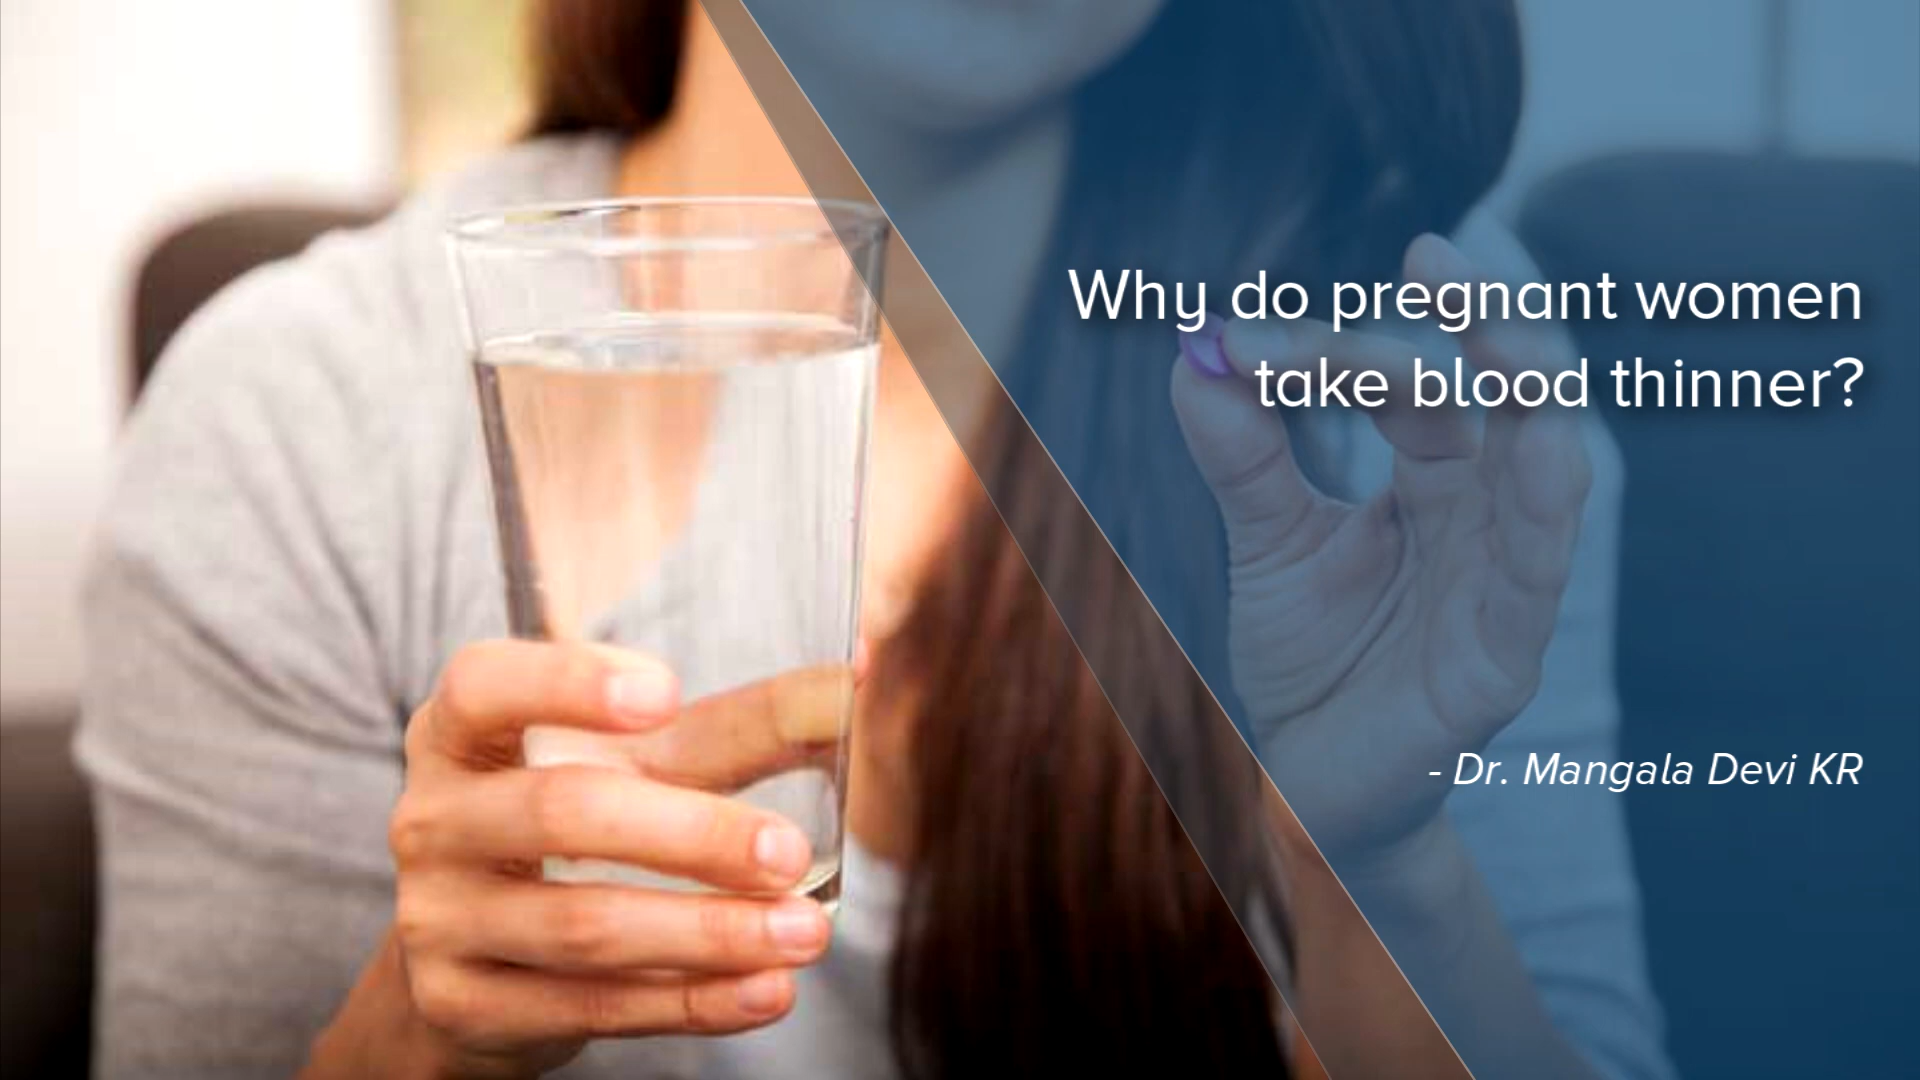 Why do pregnant women
take blood thinner?
- Dr. Mangala Devi KR